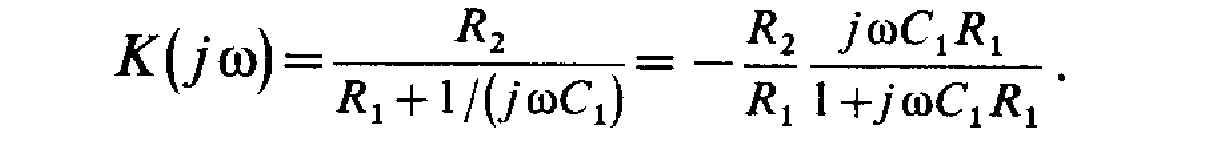 K(jω)= R₂ / (R₁+1/(jωC₁)) = − R₂/R₁ jωC₁R₁ / (1+jωC₁R₁) .